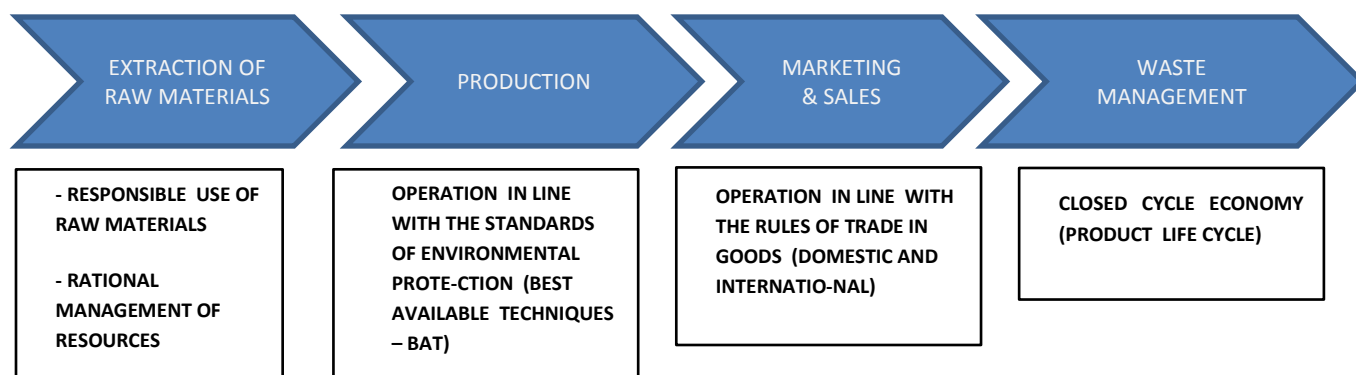 EXTRACTION OF
RAW MATERIALS
PRODUCTION
MARKETING
& SALES
WASTE
MANAGEMENT
- RESPONSIBLE USE OF
RAW MATERIALS
- RATIONAL
MANAGEMENT OF
RESOURCES
OPERATION IN LINE
WITH THE STANDARDS
OF ENVIRONMENTAL
PROTE-CTION (BEST
AVAILABLE TECHNIQUES
– BAT)
OPERATION IN LINE WITH
THE RULES OF TRADE IN
GOODS (DOMESTIC AND
INTERNATIO-NAL)
CLOSED CYCLE ECONOMY
(PRODUCT LIFE CYCLE)